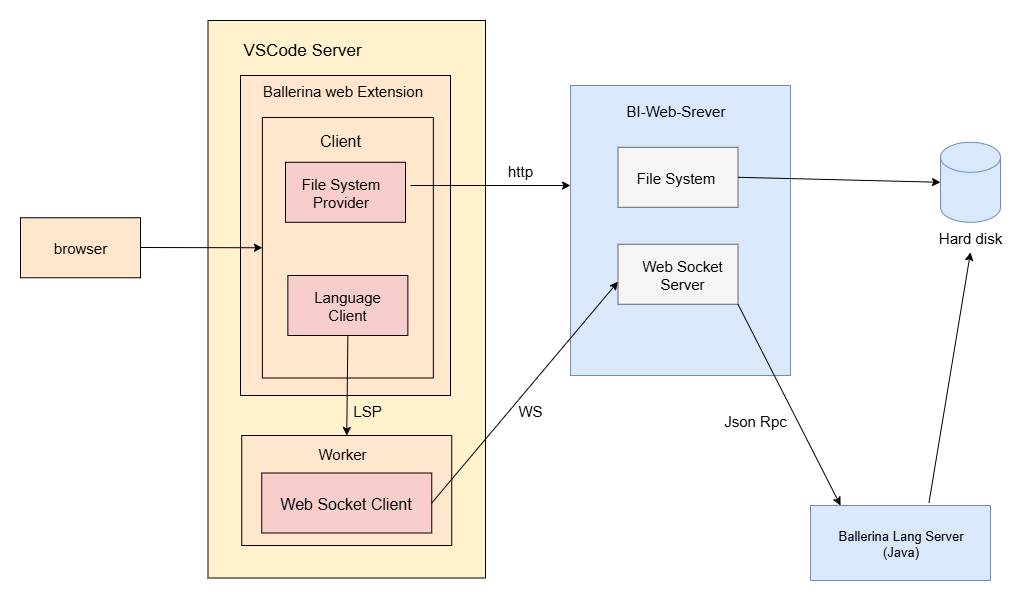 VSCode Server
Ballerina web Extension
Client
File System
Provider
http
BI-Web-Srever
File System
Hard disk
browser
Language
Client
Web Socket
Server
LSP
WS
Json Rpc
Worker
Web Socket Client
Ballerina Lang Server
(Java)